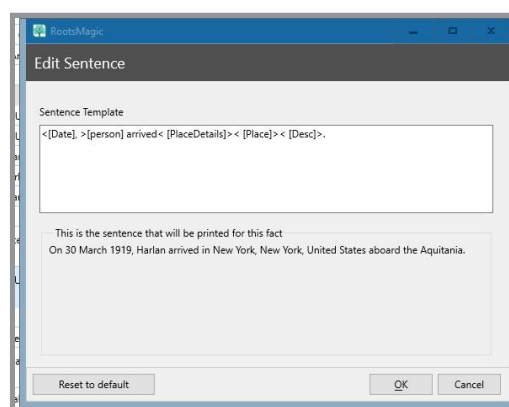 RootsMagic
Edit Sentence
Sentence Template
<[Date], >[person] arrived< [PlaceDetails]>< [Place]>< [Desc]>.
This is the sentence that will be printed for this fact
On 30 March 1919, Harlan arrived in New York, New York, United States aboard the Aquitania.
Reset to default
OK
Cancel